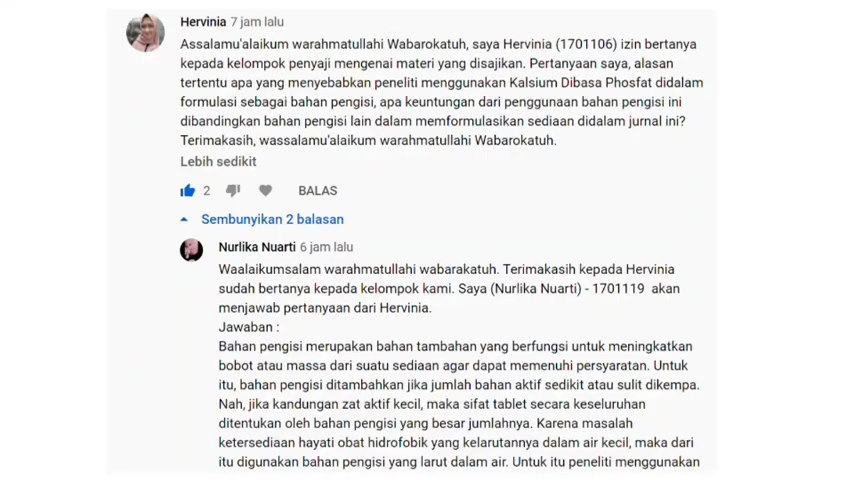 Hervinia 7 jam lalu
Assalamu'alaikum warahmatullahi Wabarokatuh, saya Hervinia (1701106) izin bertanya
kepada kelompok penyaji mengenai materi yang disajikan. Pertanyaan saya, alasan
tertentu apa yang menyebabkan peneliti menggunakan Kalsium Dibasa Phosfat didalam
formulasi sebagai bahan pengisi, apa keuntungan dari penggunaan bahan pengisi ini
dibandingkan bahan pengisi lain dalam memformulasikan sediaan didalam jurnal ini?
Terimakasih, wassalamu'alaikum warahmatullahi Wabarokatuh.
Lebih sedikit
2 BALAS
Sembunyikan 2 balasan
Nurlika Nuarti 6 jam lalu
Waalaikumsalam warahmatullahi wabarakatuh. Terimakasih kepada Hervinia
sudah bertanya kepada kelompok kami. Saya (Nurlika Nuarti) - 1701119 akan
menjawab pertanyaan dari Hervinia.
Jawaban :
Bahan pengisi merupakan bahan tambahan yang berfungsi untuk meningkatkan
bobot atau massa dari suatu sediaan agar dapat memenuhi persyaratan. Untuk
itu, bahan pengisi ditambahkan jika jumlah bahan aktif sedikit atau sulit dikempa.
Nah, jika kandungan zat aktif kecil, maka sifat tablet secara keseluruhan
ditentukan oleh bahan pengisi yang besar jumlahnya. Karena masalah
ketersediaan hayati obat hidrofobik yang kelarutannya dalam air kecil, maka dari
itu digunakan bahan pengisi yang larut dalam air. Untuk itu peneliti menggunakan